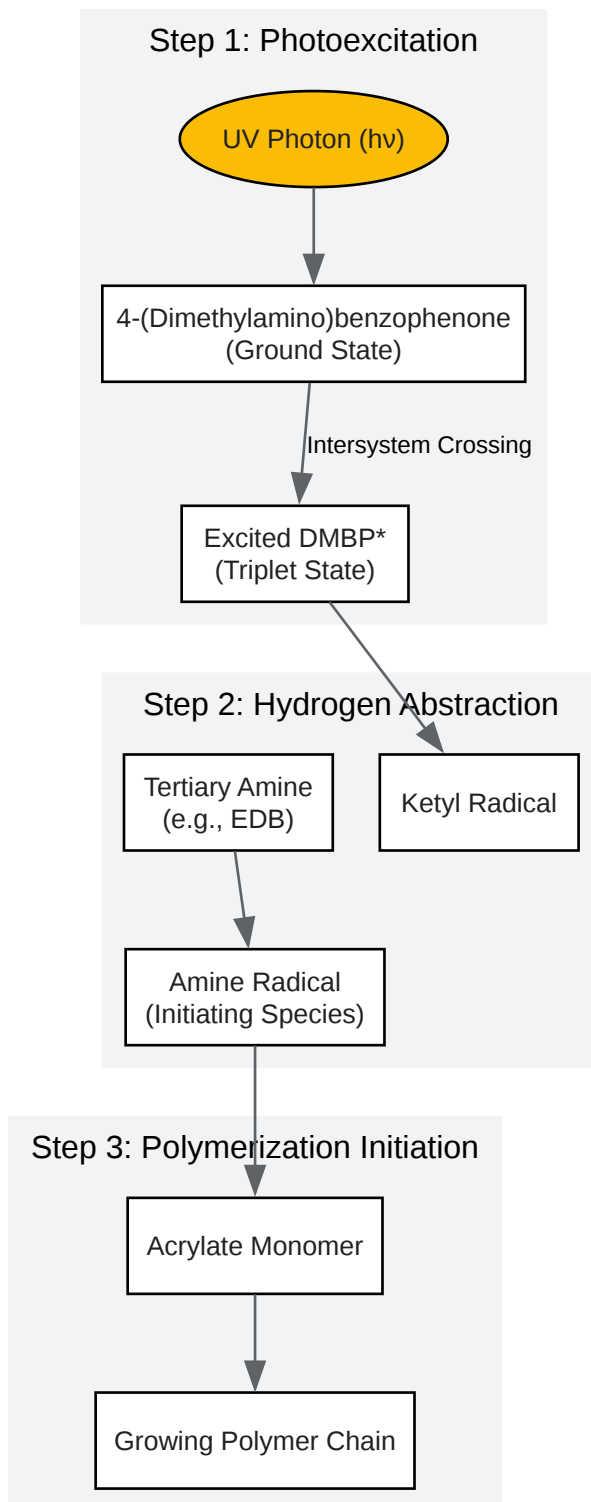 Step 1: Photoexcitation
UV Photon (hν)
4-(Dimethylamino)benzophenone
(Ground State)
Intersystem Crossing
Excited DMBP*
(Triplet State)
Step 2: Hydrogen Abstraction
Tertiary Amine
(e.g., EDB)
Ketyl Radical
Amine Radical
(Initiating Species)
Step 3: Polymerization Initiation
Acrylate Monomer
Growing Polymer Chain